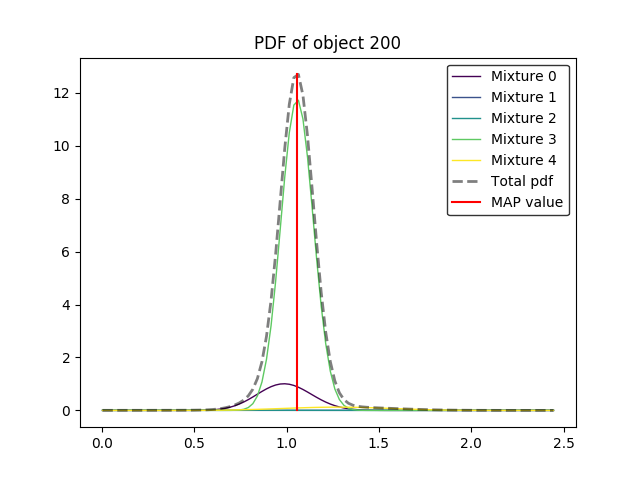 PDF of object 200
Mixture 0
Mixture 1
Mixture 2
Mixture 3
Mixture 4
Total pdf
MAP value
12
10
8
6
4
2
0
0.0 0.5 1.0 1.5 2.0 2.5